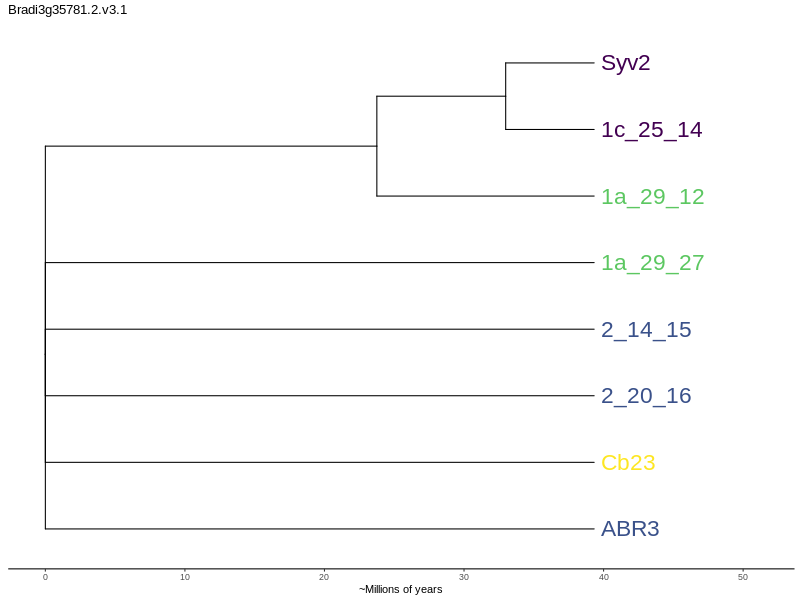 Bradi3g35781.2.v3.1
Syv2
1c_25_14
1a_29_12
1a_29_27
2_14_15
2_20_16
Cb23
ABR3
0 10 20 30 40 50
~Millions of years